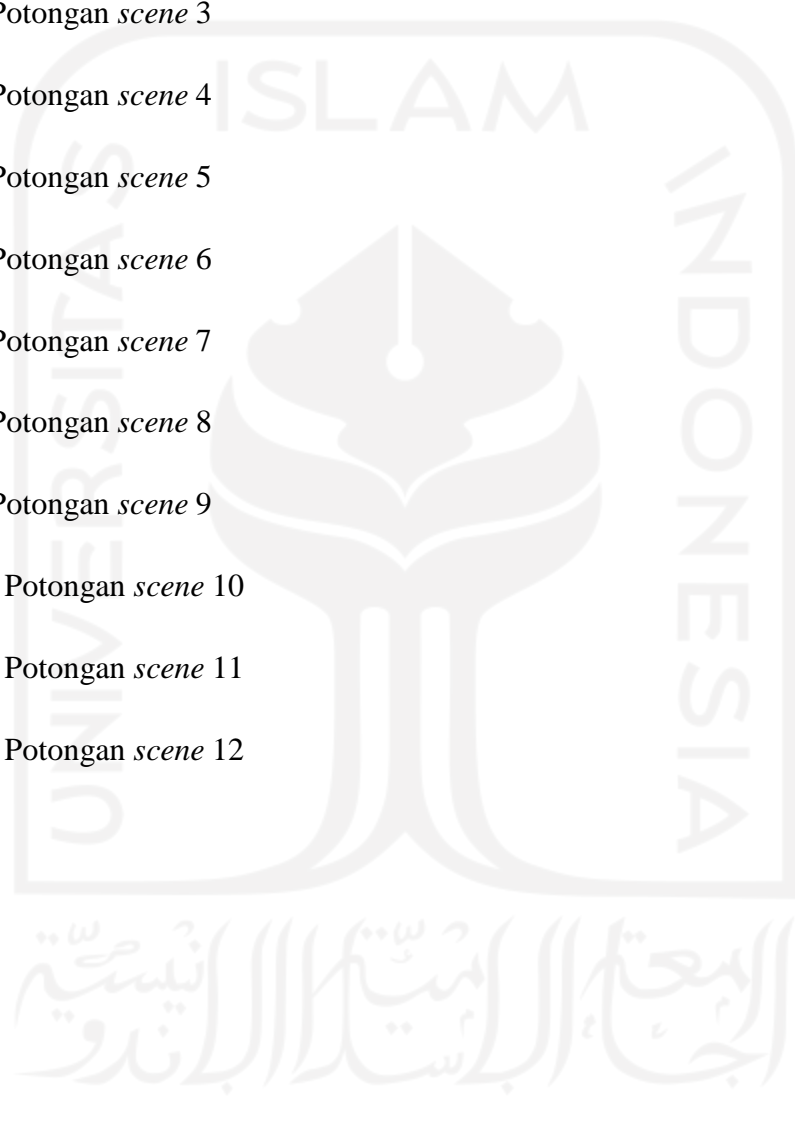 Potongan scene 3
Potongan scene 4
Potongan scene 5
Potongan scene 6
Potongan scene 7
Potongan scene 8
Potongan scene 9
Potongan scene 10
Potongan scene 11
Potongan scene 12
UNIVERSITAS
ISLAM
INDONESIA